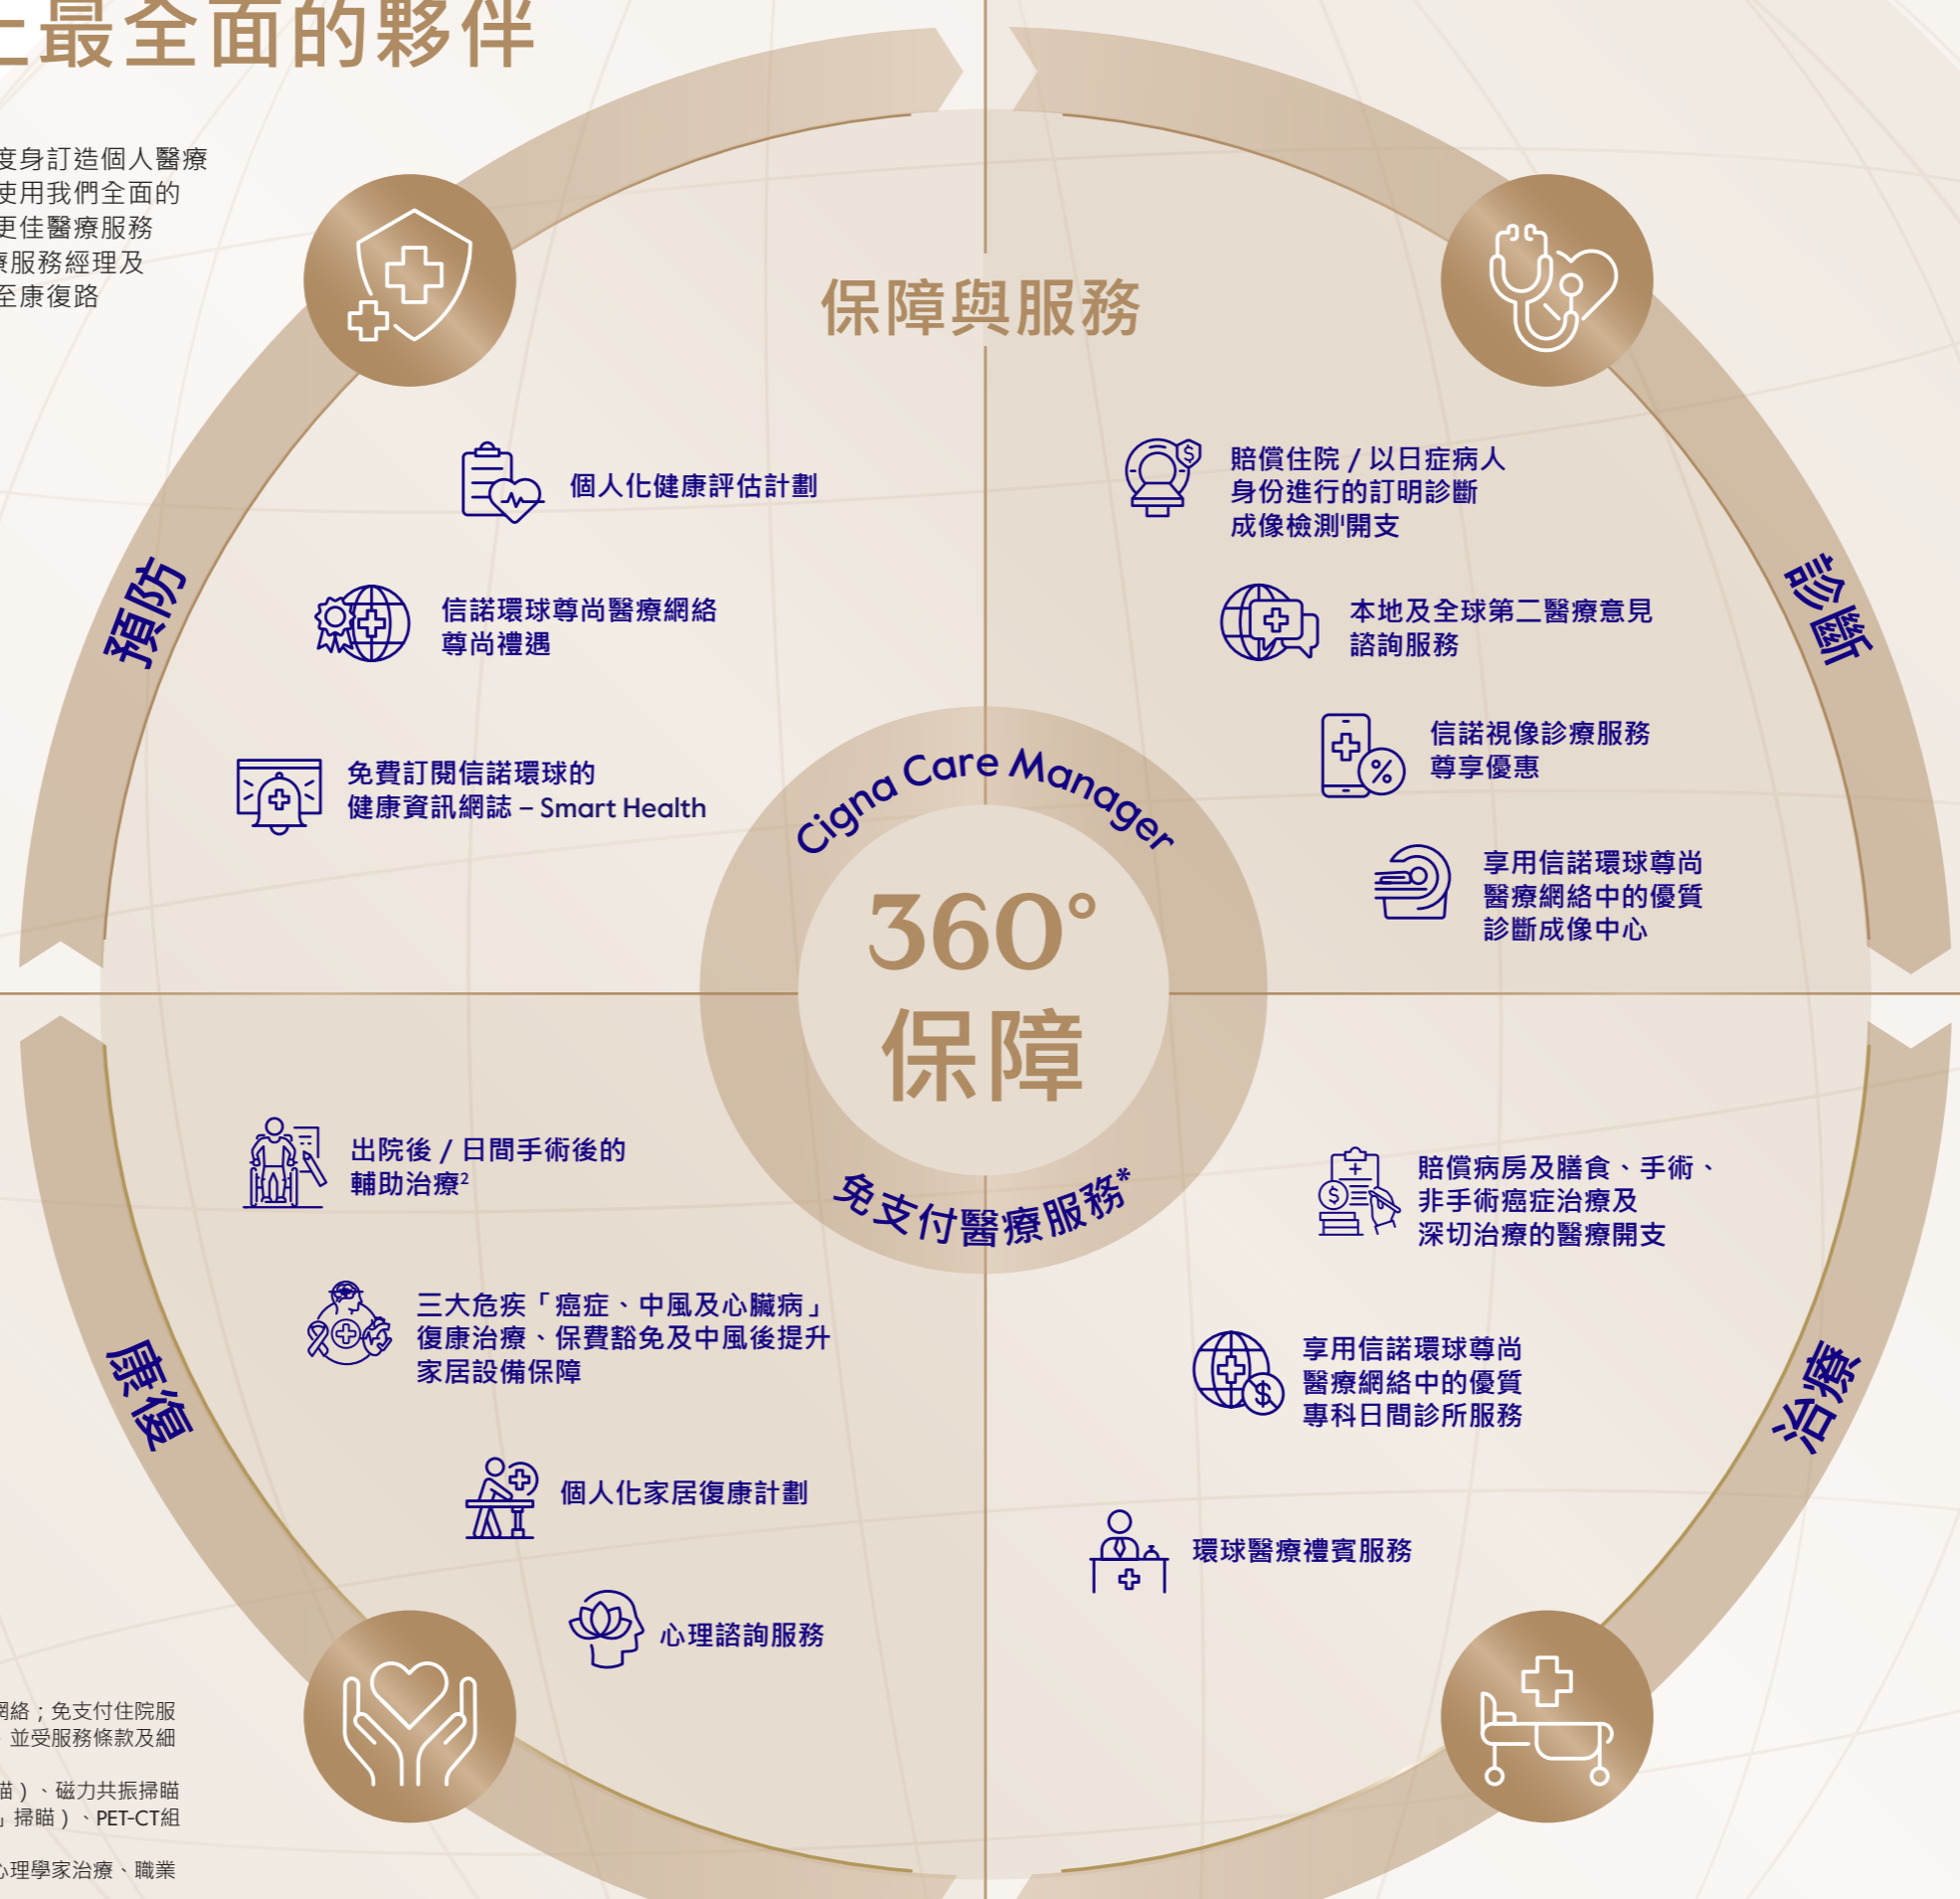 最全面的夥伴
度身訂造個人醫療
使用我們全面的
更佳醫療服務
療服務經理及
至康復路
保障與服務
預防
個人化健康評估計劃
信諾環球尊尚醫療網絡
尊尚禮遇
免費訂閱信諾環球的
健康資訊網誌 – Smart Health
診斷
賠償住院 / 以日症病人
身份進行的訂明診斷
成像檢測¹開支
本地及全球第二醫療意見
諮詢服務
信諾視像診療服務
尊享優惠
享用信諾環球尊尚
醫療網絡中的優質
診斷成像中心
Cigna Care Manager
360°
保障
免支付醫療服務*
康復
出院後 / 日間手術後的
輔助治療²
三大危疾「癌症、中風及心臟病」
復康治療、保費豁免及中風後提升
家居設備保障
個人化家居復康計劃
心理諮詢服務
治療
賠償病房及膳食、手術、
非手術癌症治療及
深切治療的醫療開支
享用信諾環球尊尚
醫療網絡中的優質
專科日間診所服務
環球醫療禮賓服務
網絡；免支付住院服
並受服務條款及細
瞄）、磁力共振掃瞄
」掃瞄）、PET-CT組
心理學家治療、職業